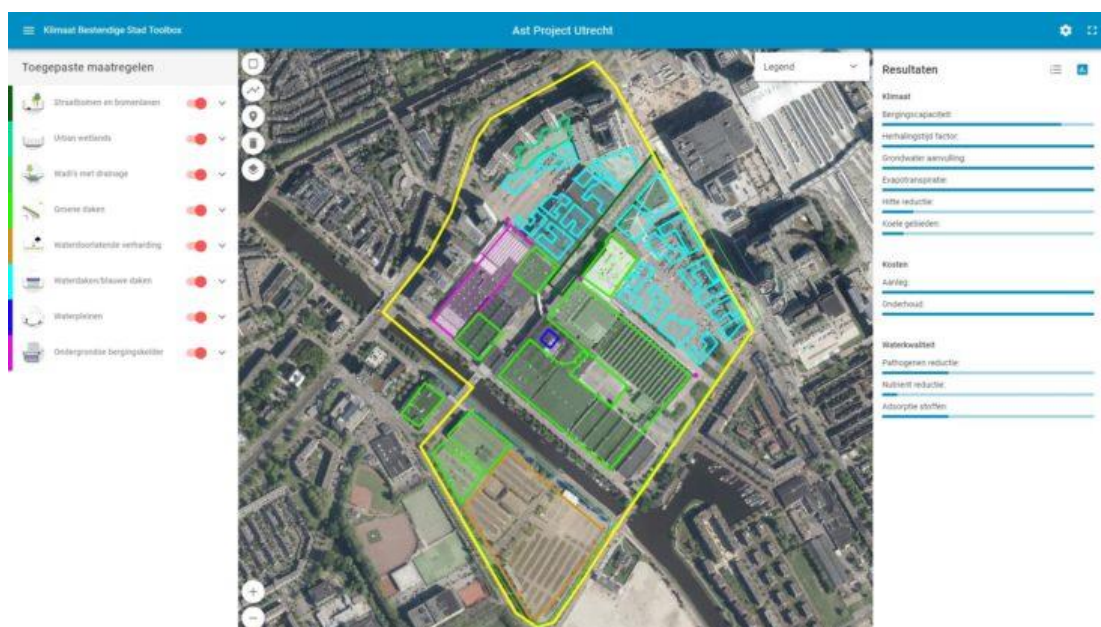 Klimaat Bestendige Stad Toolbox
Ast Project Utrecht
Toegepaste maatregelen
Straatbomen en bomenlanen
Urban wetlands
Wadi's met drainage
Groene daken
Waterdoorlatende verharding
Waterdaken/blauwe daken
Waterpleinen
Ondergrondse bergingskelder
Legend
Resultaten
Klimaat
Bergingscapaciteit:
Herhalingstijd factor:
Grondwater aanvulling:
Evapotranspiratie:
Hitte reductie:
Koele gebieden:
Kosten
Aanleg:
Onderhoud:
Waterkwaliteit
Pathogenen reductie:
Nutrient reductie:
Adsorptie stoffen: